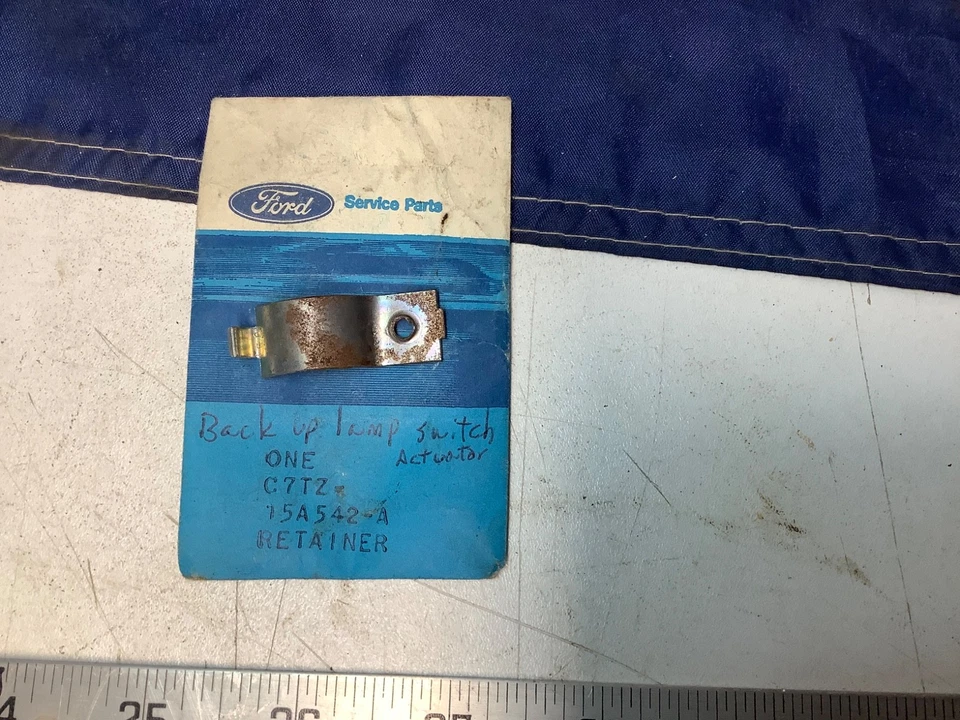 Ford Service Parts
Back up lamp switch
ONE Actuator
C7TZ-
15A542-A
RETAINER
25 26 27